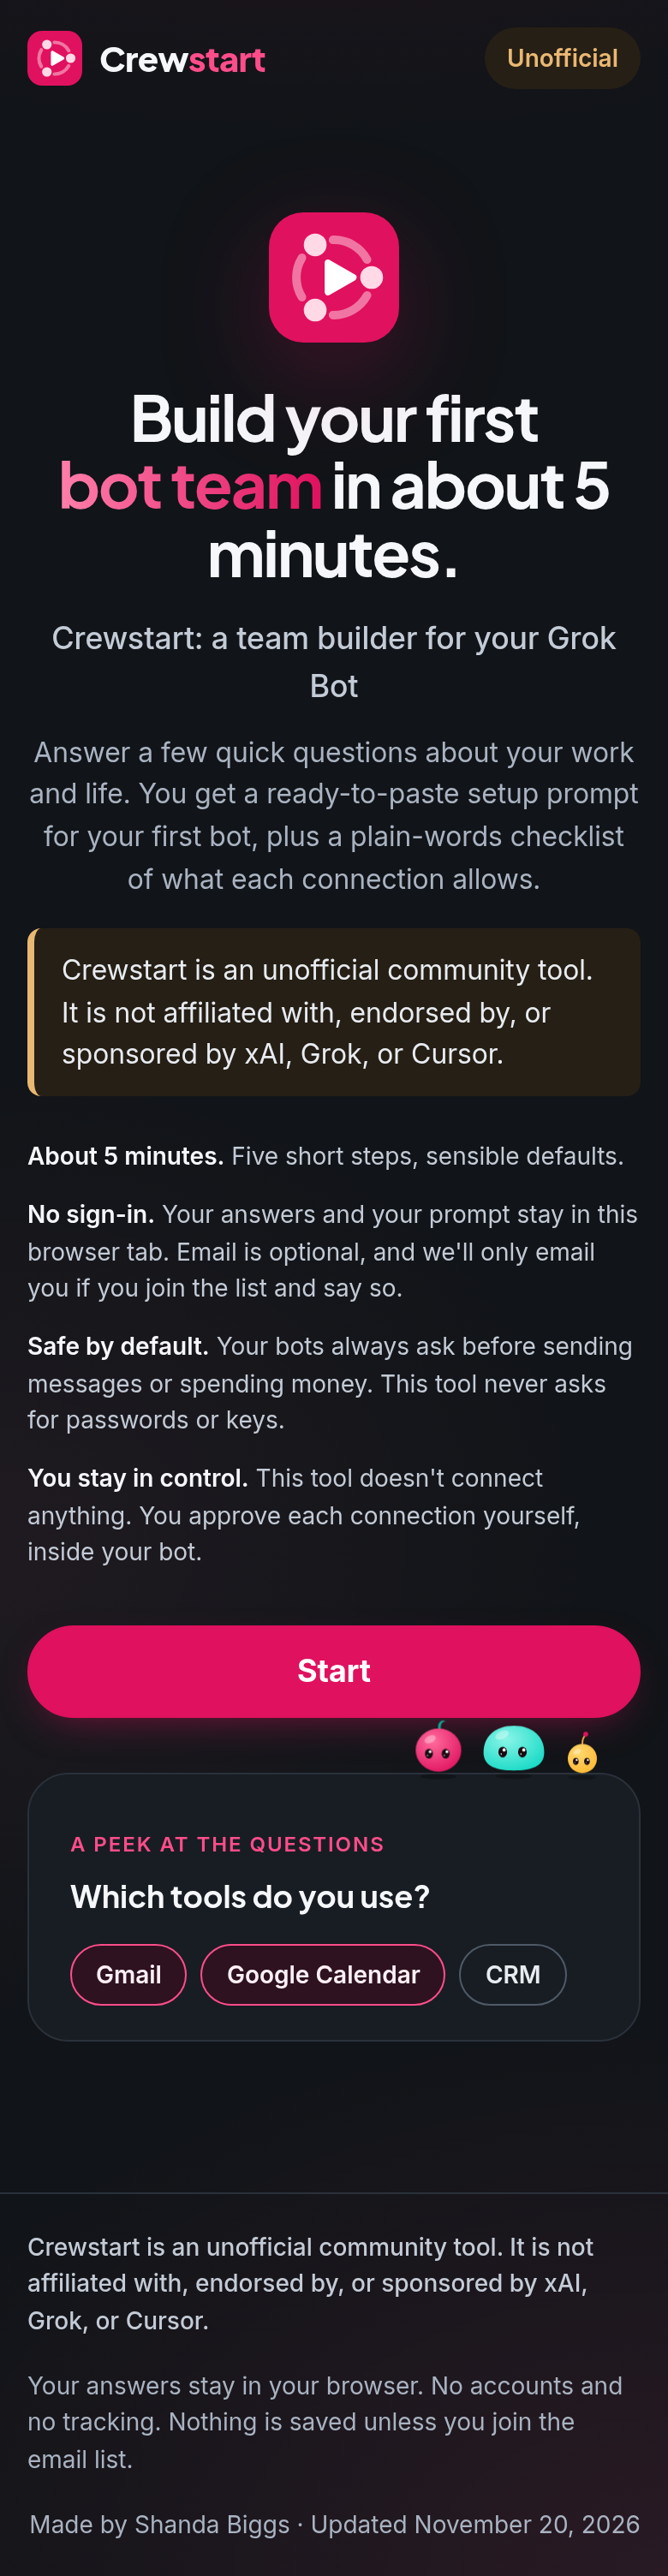 Crewstart
Unofficial
Build your first
bot team in about 5
minutes.
Crewstart: a team builder for your Grok
Bot
Answer a few quick questions about your work
and life. You get a ready-to-paste setup prompt
for your first bot, plus a plain-words checklist
of what each connection allows.
Crewstart is an unofficial community tool.
It is not affiliated with, endorsed by, or
sponsored by xAI, Grok, or Cursor.
About 5 minutes. Five short steps, sensible defaults.
No sign-in. Your answers and your prompt stay in this
browser tab. Email is optional, and we'll only email
you if you join the list and say so.
Safe by default. Your bots always ask before sending
messages or spending money. This tool never asks
for passwords or keys.
You stay in control. This tool doesn't connect
anything. You approve each connection yourself,
inside your bot.
Start
A PEEK AT THE QUESTIONS
Which tools do you use?
Gmail
Google Calendar
CRM
Crewstart is an unofficial community tool. It is not
affiliated with, endorsed by, or sponsored by xAI,
Grok, or Cursor.
Your answers stay in your browser. No accounts and
no tracking. Nothing is saved unless you join the
email list.
Made by Shanda Biggs · Updated November 20, 2026